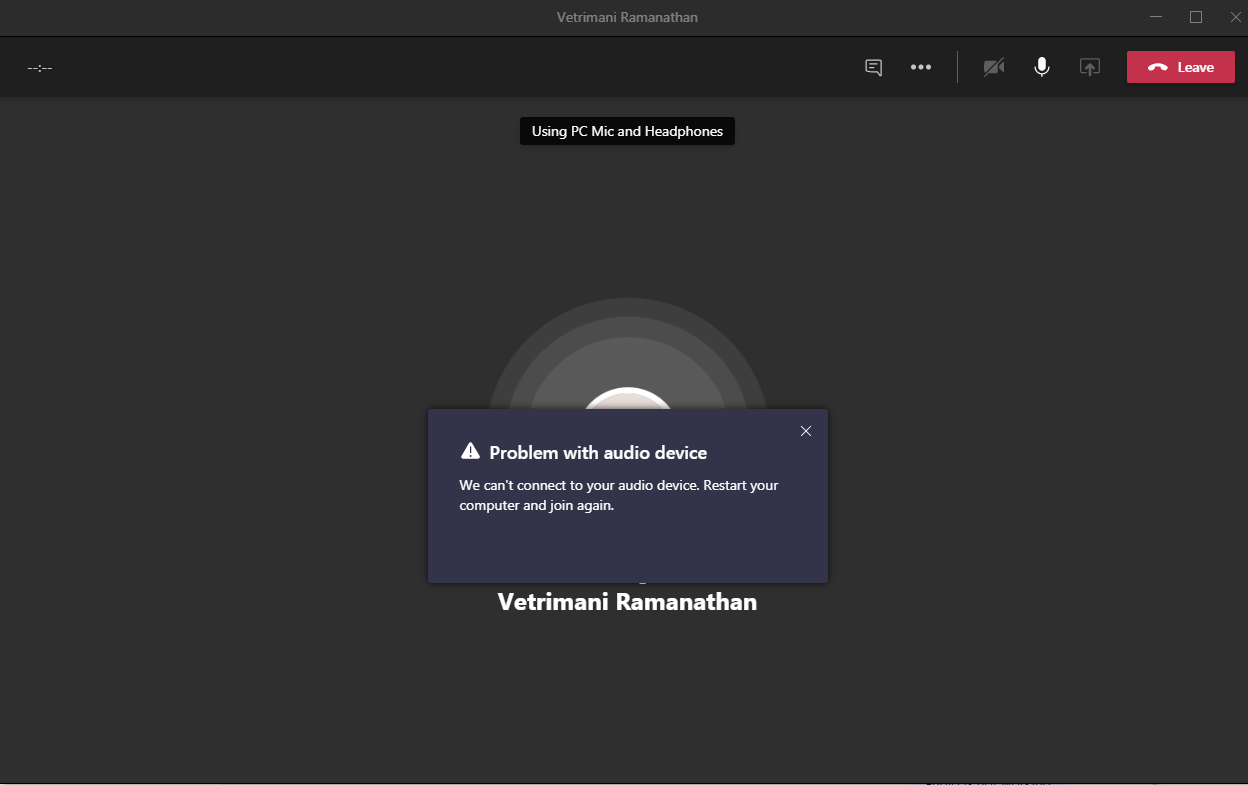 Vetrimani Ramanathan
--:--
Leave
Using PC Mic and Headphones
Problem with audio device
We can't connect to your audio device. Restart your
computer and join again.
Vetrimani Ramanathan